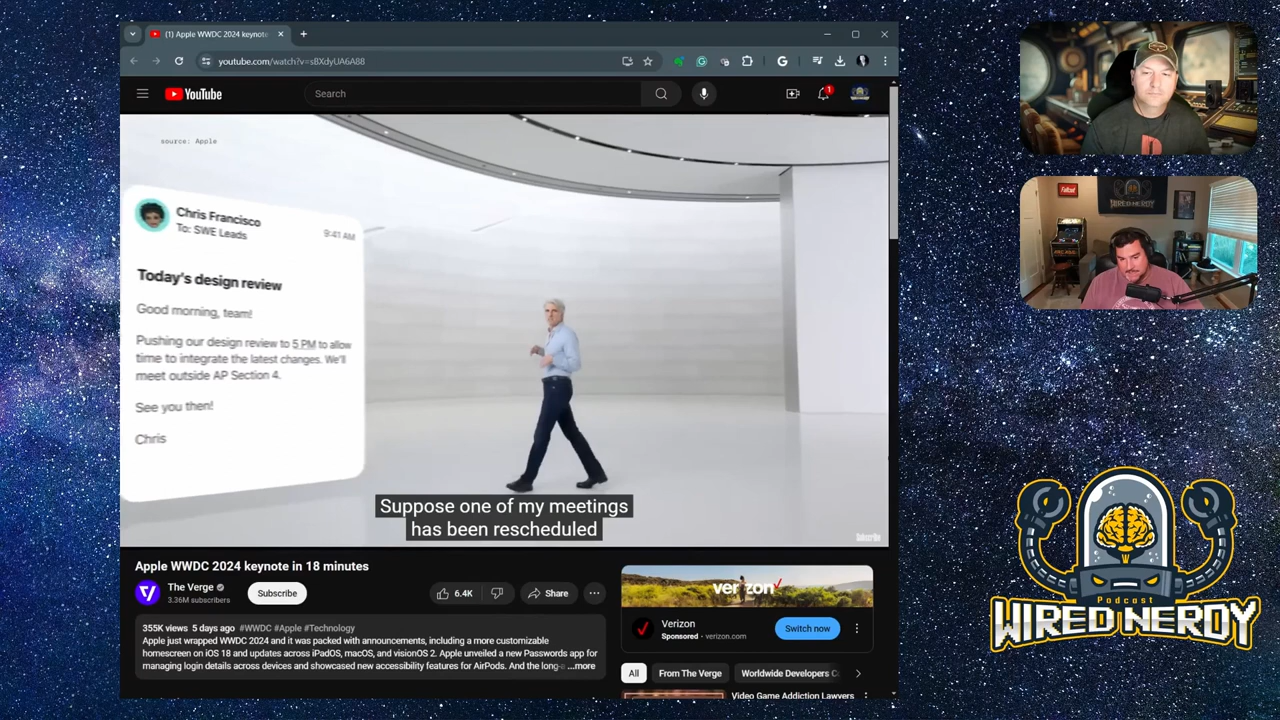 (1) Apple WWDC 2024 keynote
youtube.com/watch?v=sBXdyUA6A88
YouTube
Search
1
source: Apple
Chris Francisco
To: SWE Leads
9:41 AM
Today's design review
Good morning, team!
Pushing our design review to 5 PM to allow
time to integrate the latest changes. We'll
meet outside AP Section 4.
See you then!
Chris
Suppose one of my meetings
has been rescheduled
Apple WWDC 2024 keynote in 18 minutes
The Verge
3.36M subscribers
Subscribe
6.4K
Share
355K views 5 days ago #WWDC #Apple #Technology
Apple just wrapped WWDC 2024 and it was packed with announcements, including a more customizable
homescreen on iOS 18 and updates across iPadOS, macOS, and visionOS 2. Apple unveiled a new Passwords app for
managing login details across devices and showcased new accessibility features for AirPods. And the long-a ...more
verizon
Verizon
Sponsored · verizon.com
Switch now
All
From The Verge
Worldwide Developers C
Video Game Addiction Lawyers
Fallout
ARCADE
WIRED NERDY
Podcast
WIRED NERDY